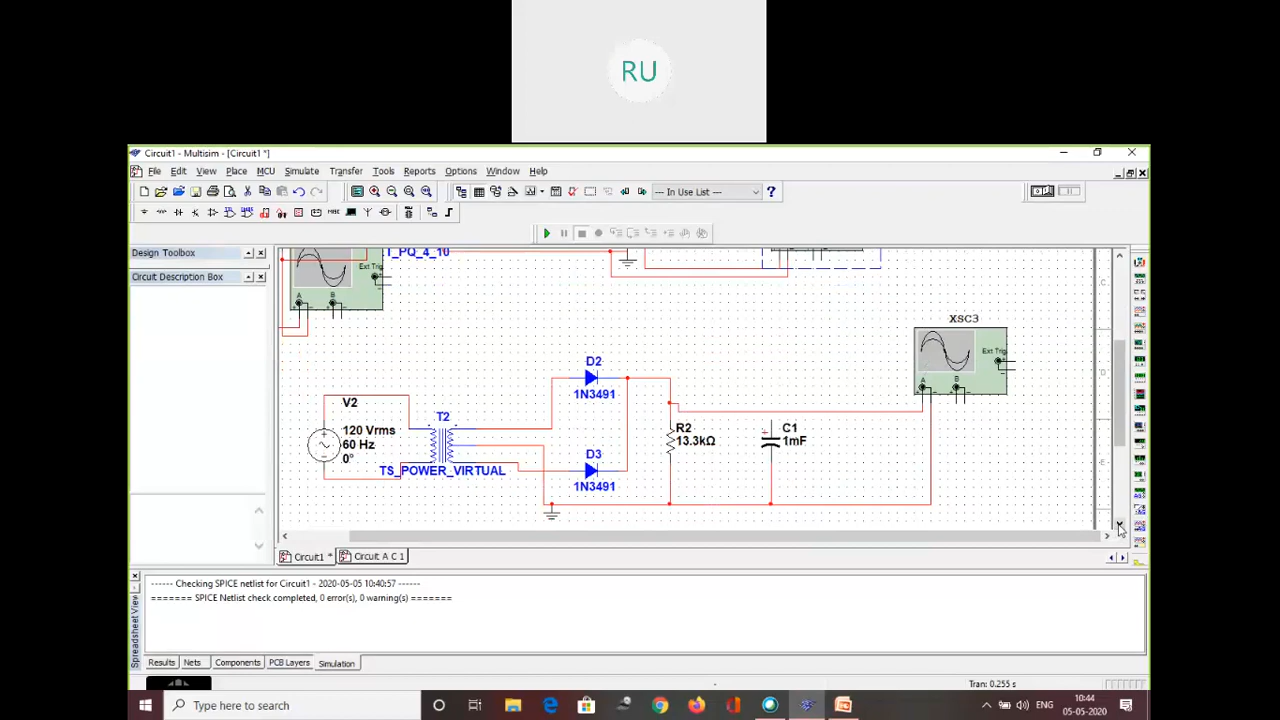 RU
Circuit1 - Multisim - [Circuit1 *]
File Edit View Place MCU Simulate Transfer Tools Reports Options Window Help
--- In Use List ---
?
Design Toolbox
Circuit Description Box
T_PQ_4_10
Ext Trig
A B
XSC3
Ext Trig
A B
D2
1N3491
V2
120 Vrms
60 Hz
0°
T2
TS_POWER_VIRTUAL
D3
1N3491
R2
13.3kΩ
C1
1mF
C
D
E
Circuit1 * Circuit A C 1
------ Checking SPICE netlist for Circuit1 - 2020-05-05 10:40:57 ------
======= SPICE Netlist check completed, 0 error(s), 0 warning(s) =======
Spreadsheet View
Results Nets Components PCB Layers Simulation
Tran: 0.255 s
Type here to search
ENG
10:44
05-05-2020